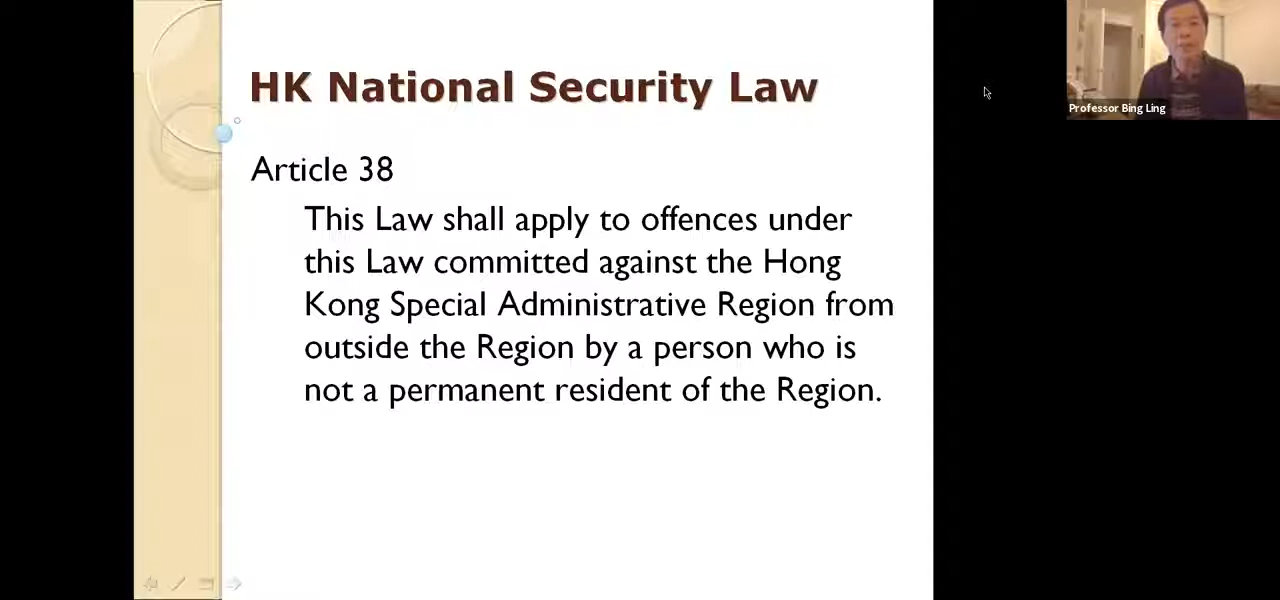 HK National Security Law
Professor Bing Ling
Article 38
This Law shall apply to offences under
this Law committed against the Hong
Kong Special Administrative Region from
outside the Region by a person who is
not a permanent resident of the Region.